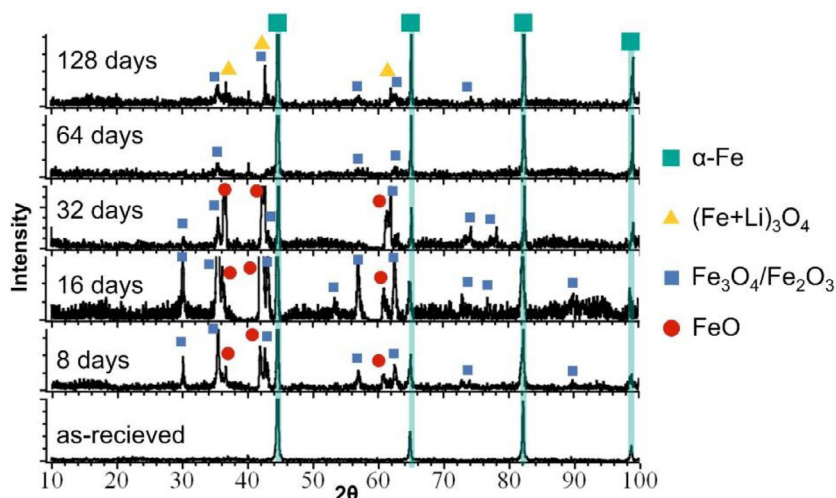 128 days
64 days
32 days
16 days
8 days
as-recieved
Intensity
10 20 30 40 50 60 70 80 90 100
2θ
α-Fe
(Fe+Li)₃O₄
Fe₃O₄/Fe₂O₃
FeO